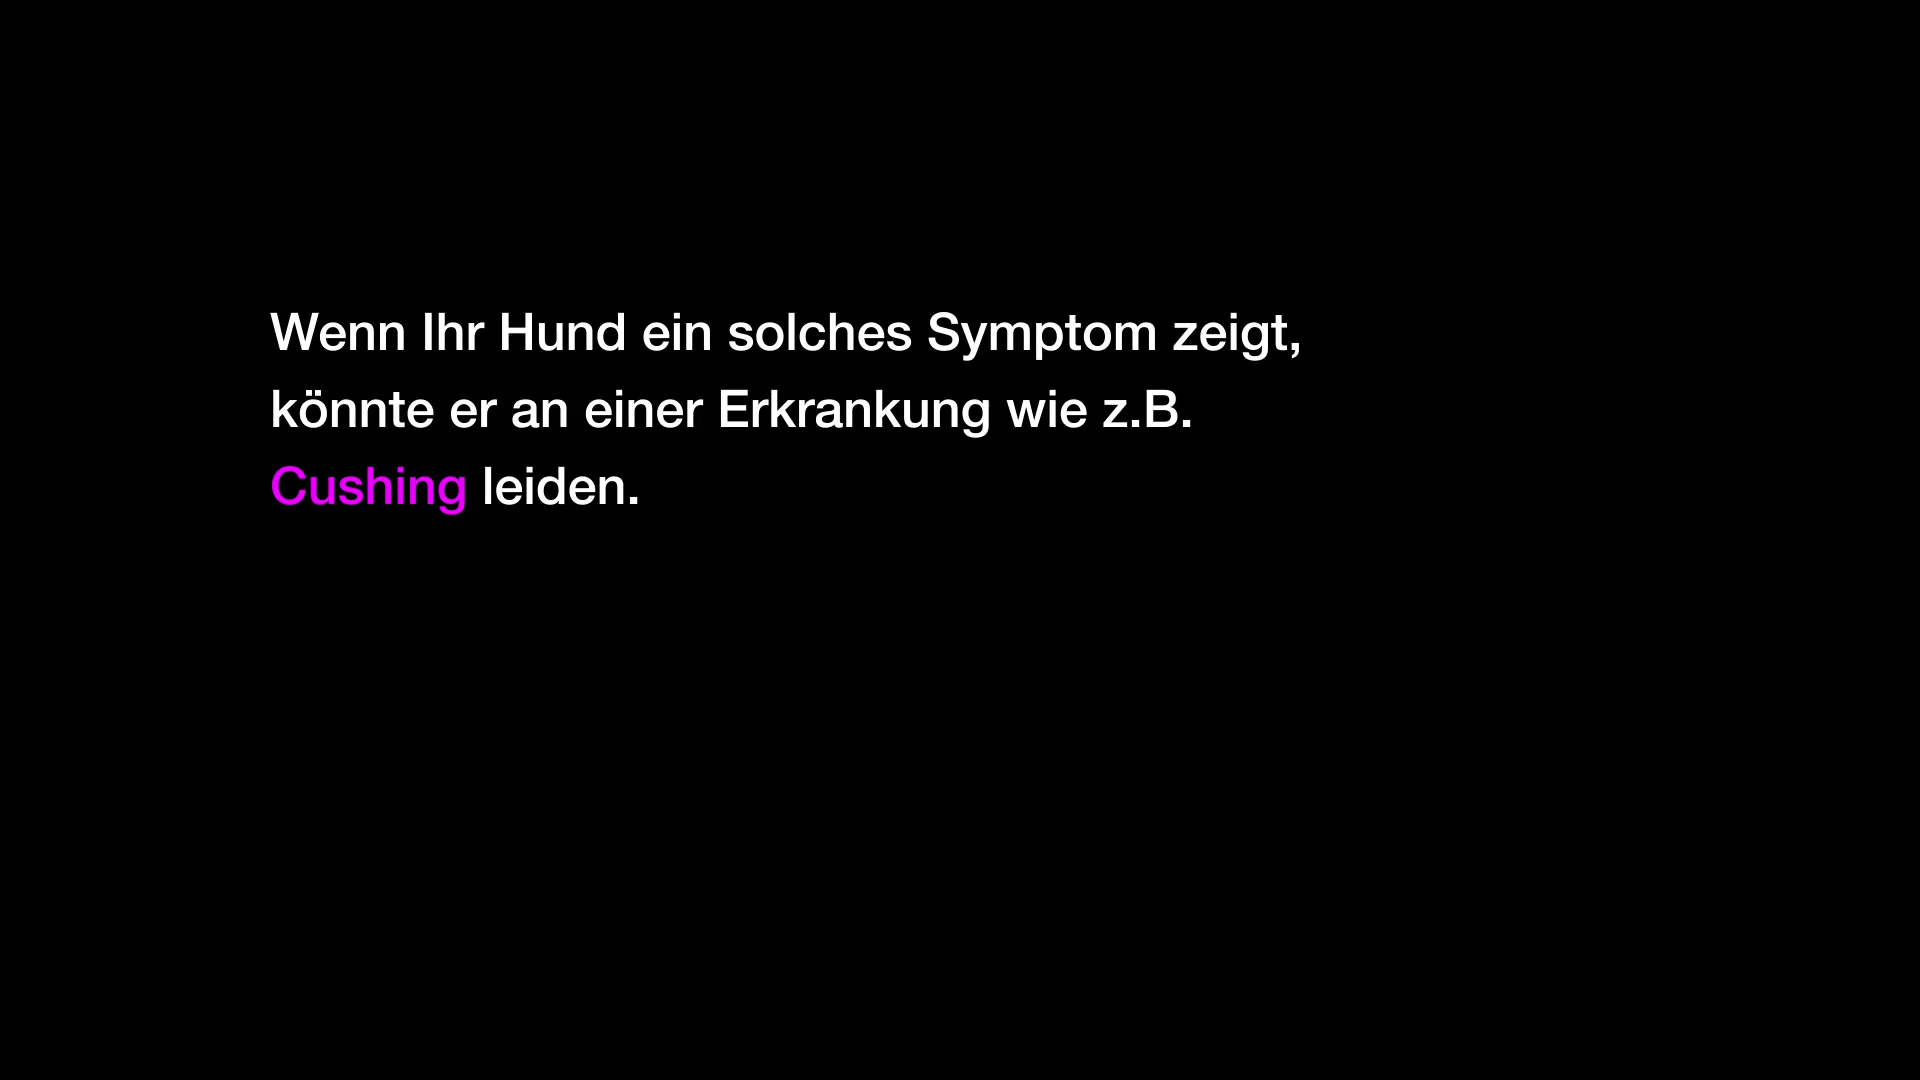 Wenn Ihr Hund ein solches Symptom zeigt,
könnte er an einer Erkrankung wie z.B.
Cushing leiden.